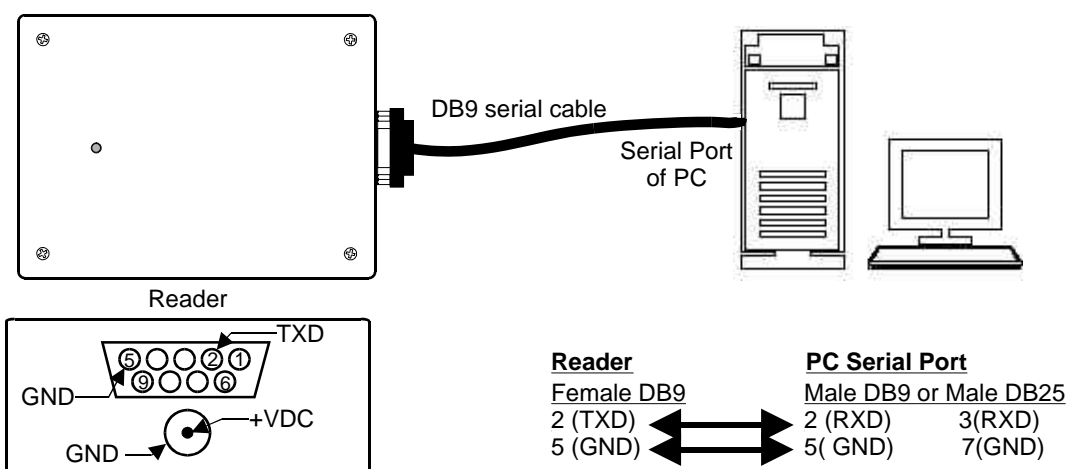 DB9 serial cable
Serial Port
of PC
Reader
TXD
5 2 1
9 6
GND
+VDC
GND
Reader PC Serial Port
Female DB9 Male DB9 or Male DB25
2 (TXD) 2 (RXD) 3(RXD)
5 (GND) 5( GND) 7(GND)